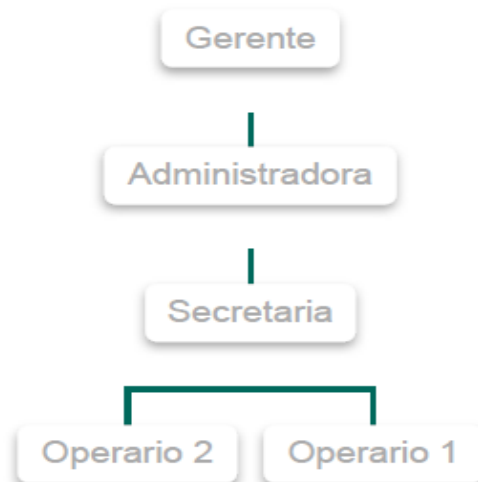 Gerente
Administradora
Secretaria
Operario 2 Operario 1